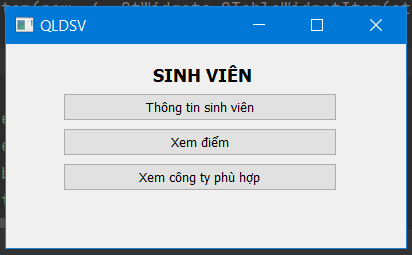 QLDSV
SINH VIÊN
Thông tin sinh viên
Xem điểm
Xem công ty phù hợp